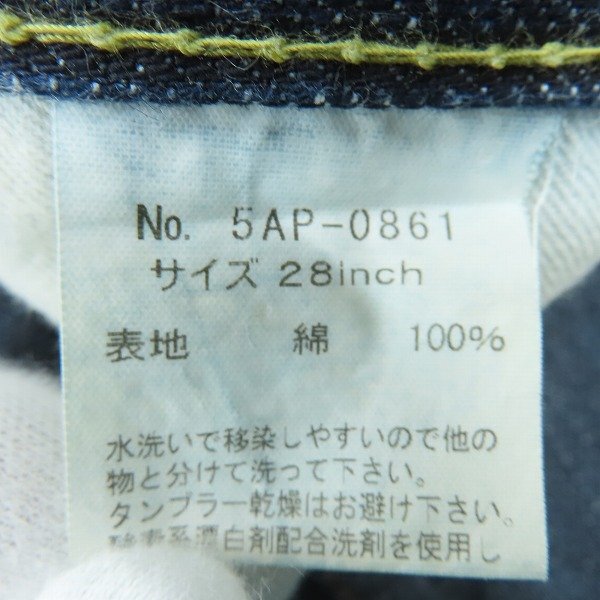 No. 5AP-0861
サイズ 28inch
表地 綿 100%
水洗いで移染しやすいので他の
物と分けて洗って下さい。
タンブラー乾燥はお避け下さい。
酵素系漂白剤配合洗剤を使用し